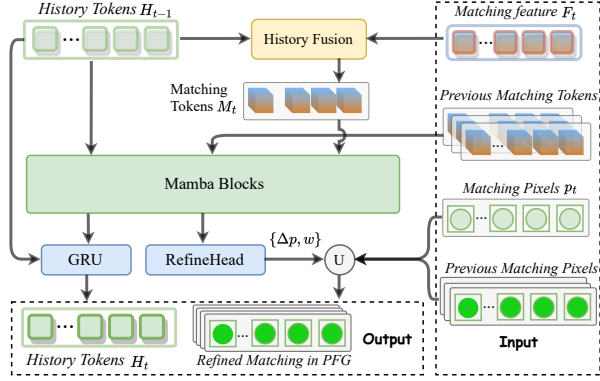 History Tokens H_{t-1}
Matching feature F_t
...
...
History Fusion
Matching
Tokens M_t
...
Previous Matching Tokens
...
Mamba Blocks
Matching Pixels p_t
...
{Δp, w}
GRU
RefineHead
U
Previous Matching Pixels
...
...
...
Output
Input
History Tokens H_t
Refined Matching in PFG